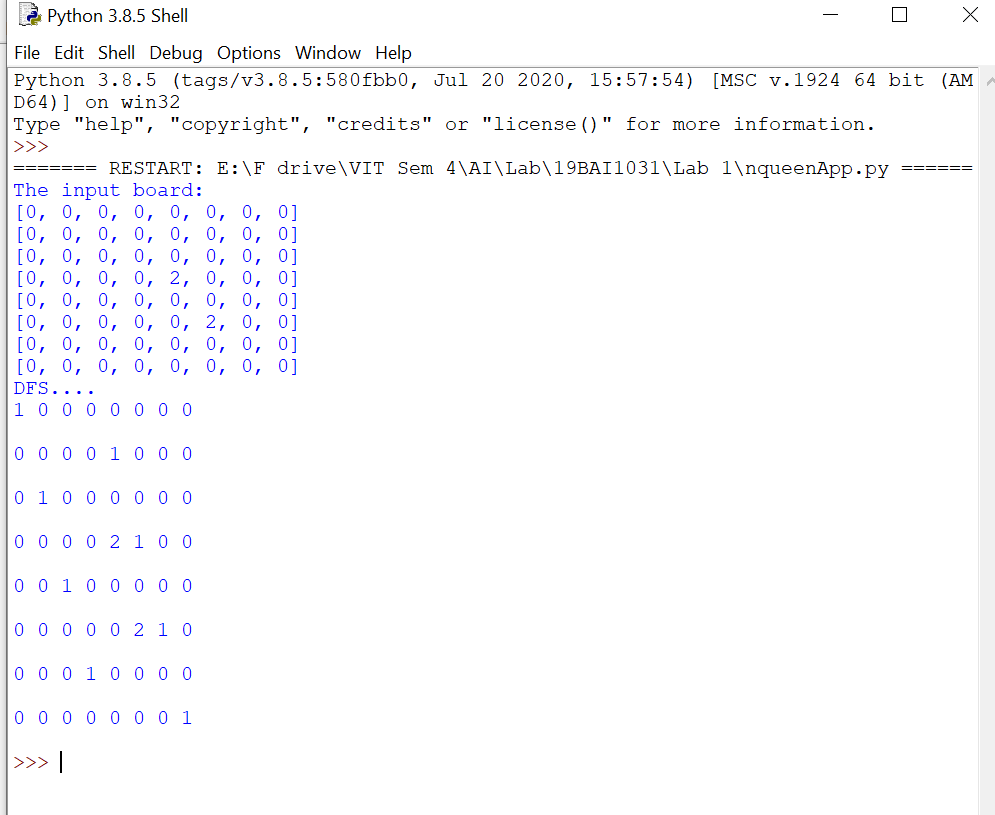 Python 3.8.5 Shell
File Edit Shell Debug Options Window Help
Python 3.8.5 (tags/v3.8.5:580fbb0, Jul 20 2020, 15:57:54) [MSC v.1924 64 bit (AM
D64)] on win32
Type "help", "copyright", "credits" or "license()" for more information.
>>>
======= RESTART: E:\F drive\VIT Sem 4\AI\Lab\19BAI1031\Lab 1\nqueenApp.py ======
The input board:
[0, 0, 0, 0, 0, 0, 0, 0]
[0, 0, 0, 0, 0, 0, 0, 0]
[0, 0, 0, 0, 0, 0, 0, 0]
[0, 0, 0, 0, 2, 0, 0, 0]
[0, 0, 0, 0, 0, 0, 0, 0]
[0, 0, 0, 0, 0, 2, 0, 0]
[0, 0, 0, 0, 0, 0, 0, 0]
[0, 0, 0, 0, 0, 0, 0, 0]
DFS....
1 0 0 0 0 0 0 0
0 0 0 0 1 0 0 0
0 1 0 0 0 0 0 0
0 0 0 0 2 1 0 0
0 0 1 0 0 0 0 0
0 0 0 0 0 2 1 0
0 0 0 1 0 0 0 0
0 0 0 0 0 0 0 1
>>>